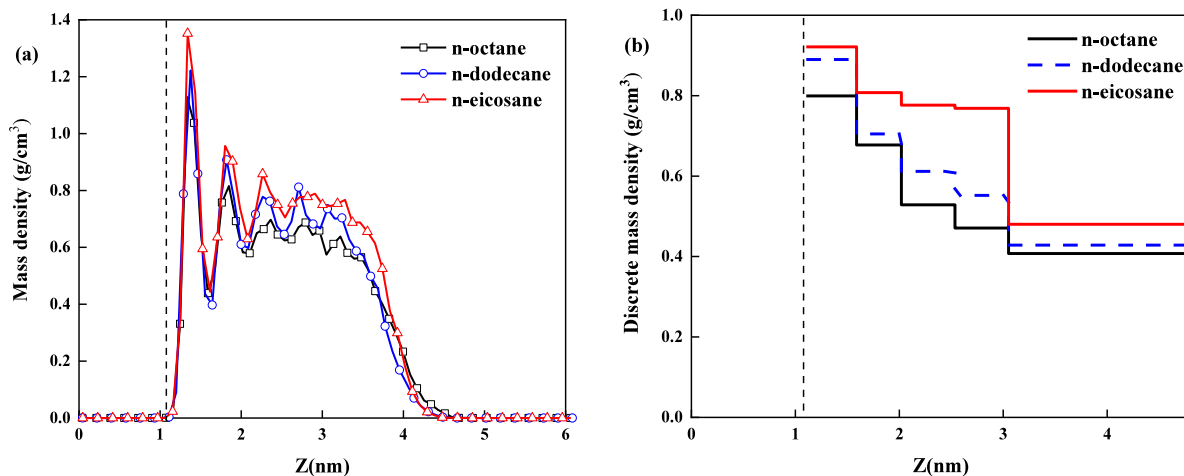 (a)
n-octane
n-dodecane
n-eicosane
Mass density (g/cm³)
1.4
1.2
1.0
0.8
0.6
0.4
0.2
0.0
0 1 2 3 4 5 6
Z(nm)
(b)
n-octane
n-dodecane
n-eicosane
Discrete mass density (g/cm³)
1.0
0.8
0.6
0.4
0.2
0.0
0 1 2 3 4
Z(nm)